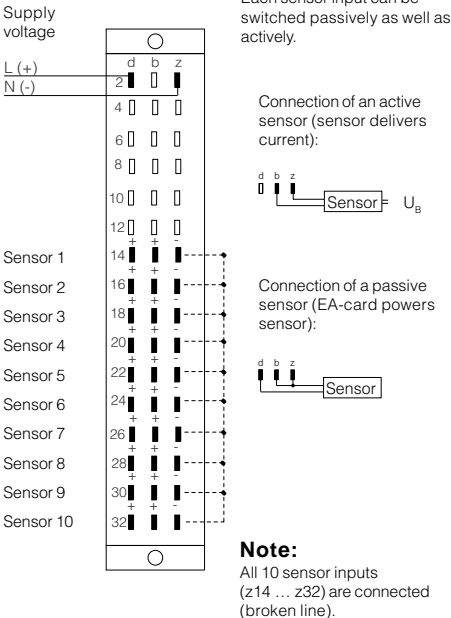 Supply
voltage
L (+)
N (-)
d b z
2
4
6
8
10
12
+ + -
Sensor 1 14
+ + -
Sensor 2 16
+ + -
Sensor 3 18
+ + -
Sensor 4 20
+ + -
Sensor 5 22
+ + -
Sensor 6 24
+ + -
Sensor 7 26
+ + -
Sensor 8 28
+ + -
Sensor 9 30
+ + -
Sensor 10 32
Each sensor input can be
switched passively as well as
actively.
Connection of an active
sensor (sensor delivers
current):
d b z
Sensor UB
Connection of a passive
sensor (EA-card powers
sensor):
d b z
Sensor
Note:
All 10 sensor inputs
(z14 … z32) are connected
(broken line).